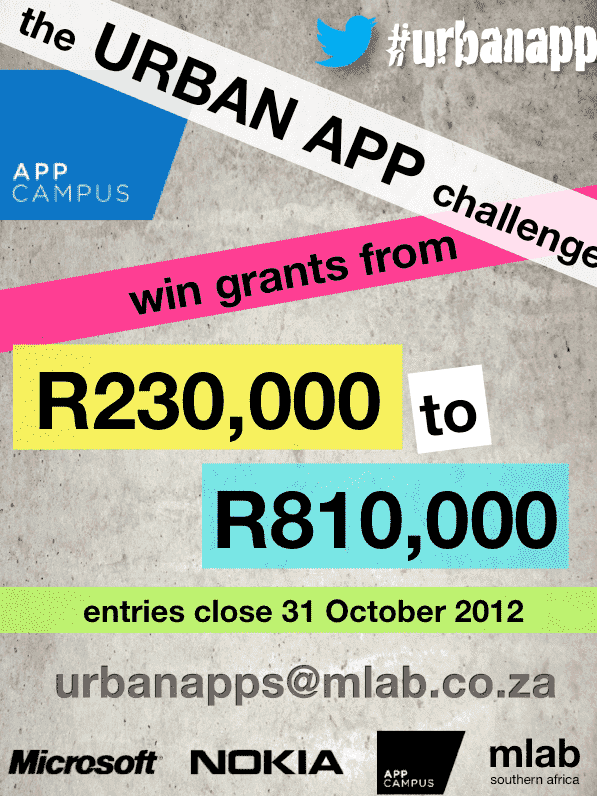 the URBAN APP challenge
#urbanapp
APP
CAMPUS
win grants from
R230,000
to
R810,000
entries close 31 October 2012
urbanapps@mlab.co.za
Microsoft
NOKIA
APP
CAMPUS
mlab
southern africa